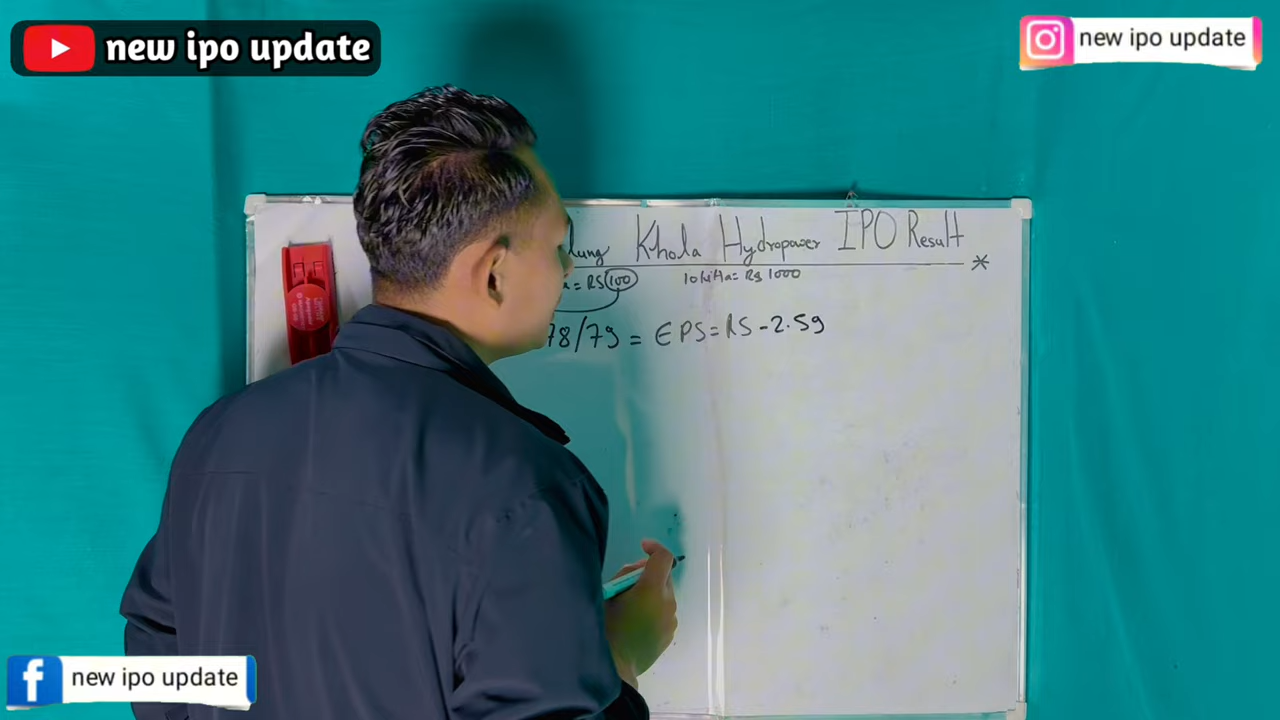 new ipo update
new ipo update
lung Khola Hydropower IPO Result
= RS 100 10 kitta = Rs 1000 *
78/79 = EPS = RS -2.59
new ipo update